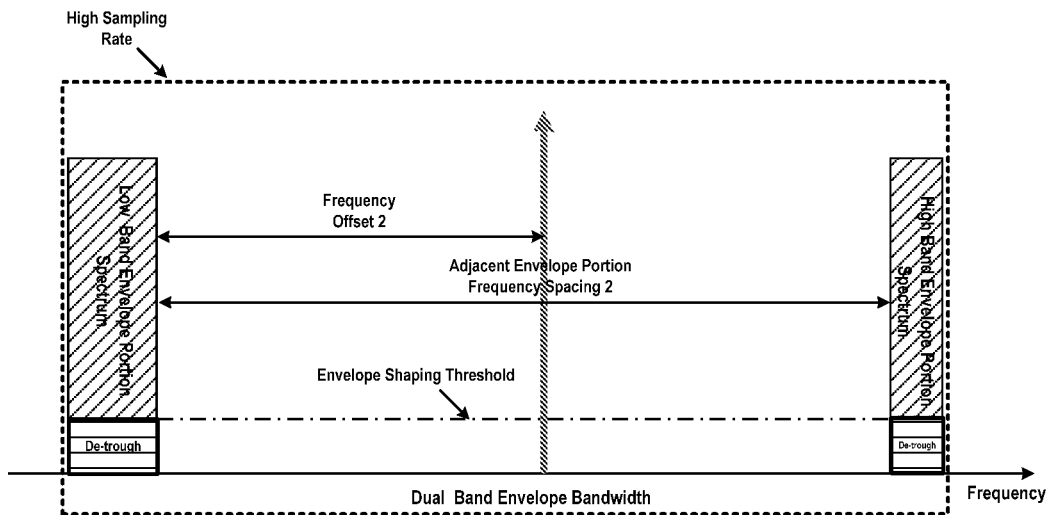 High Sampling
Rate
Low Band Envelope Portion
Spectrum
Frequency
Offset 2
Adjacent Envelope Portion
Frequency Spacing 2
High Band Envelope Portion
Spectrum
Envelope Shaping Threshold
De-trough
De-trough
Dual Band Envelope Bandwidth
Frequency